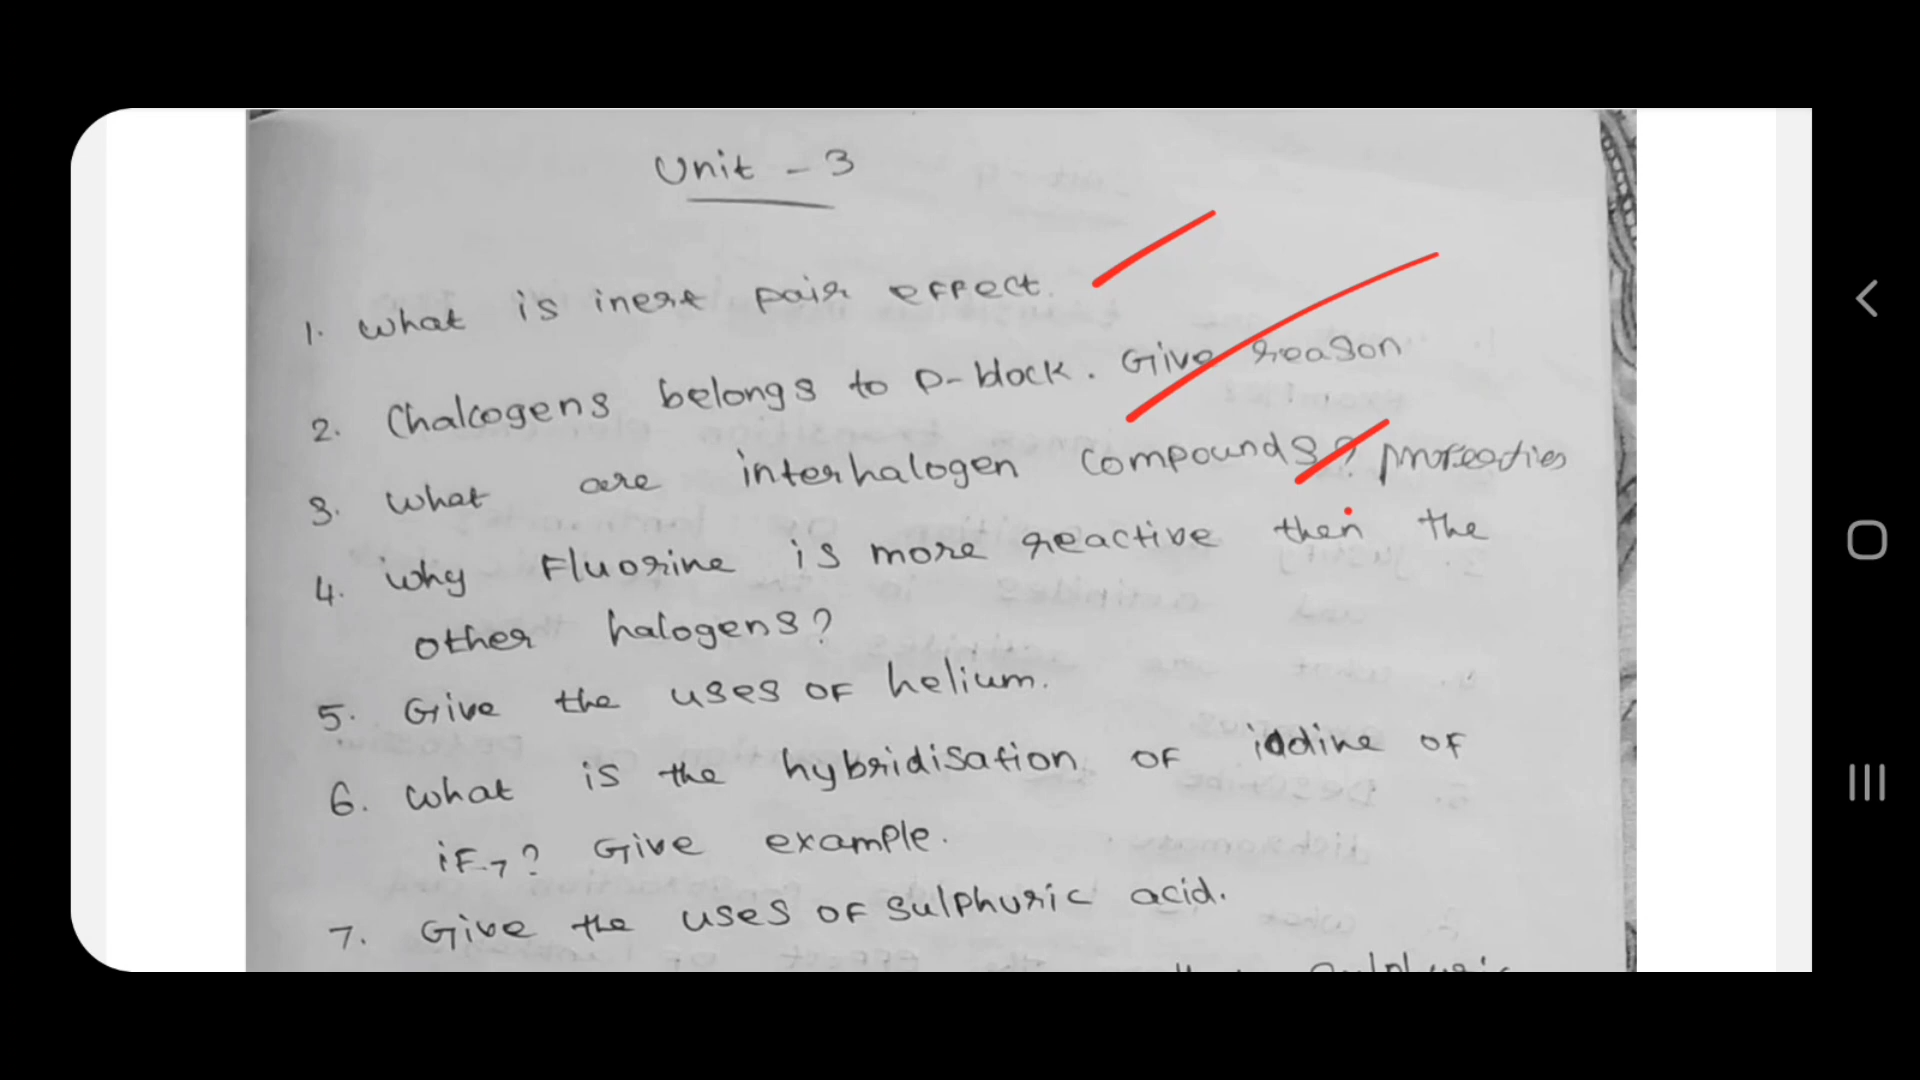 Unit - 3
1. What is inert pair effect.
2. Chalcogens belongs to p-block. Give reason
3. What are interhalogen compounds? properties
4. Why Fluorine is more reactive then the
other halogens?
5. Give the uses of helium.
6. What is the hybridisation of iodine of
iF7? Give example.
7. Give the uses of sulphuric acid.